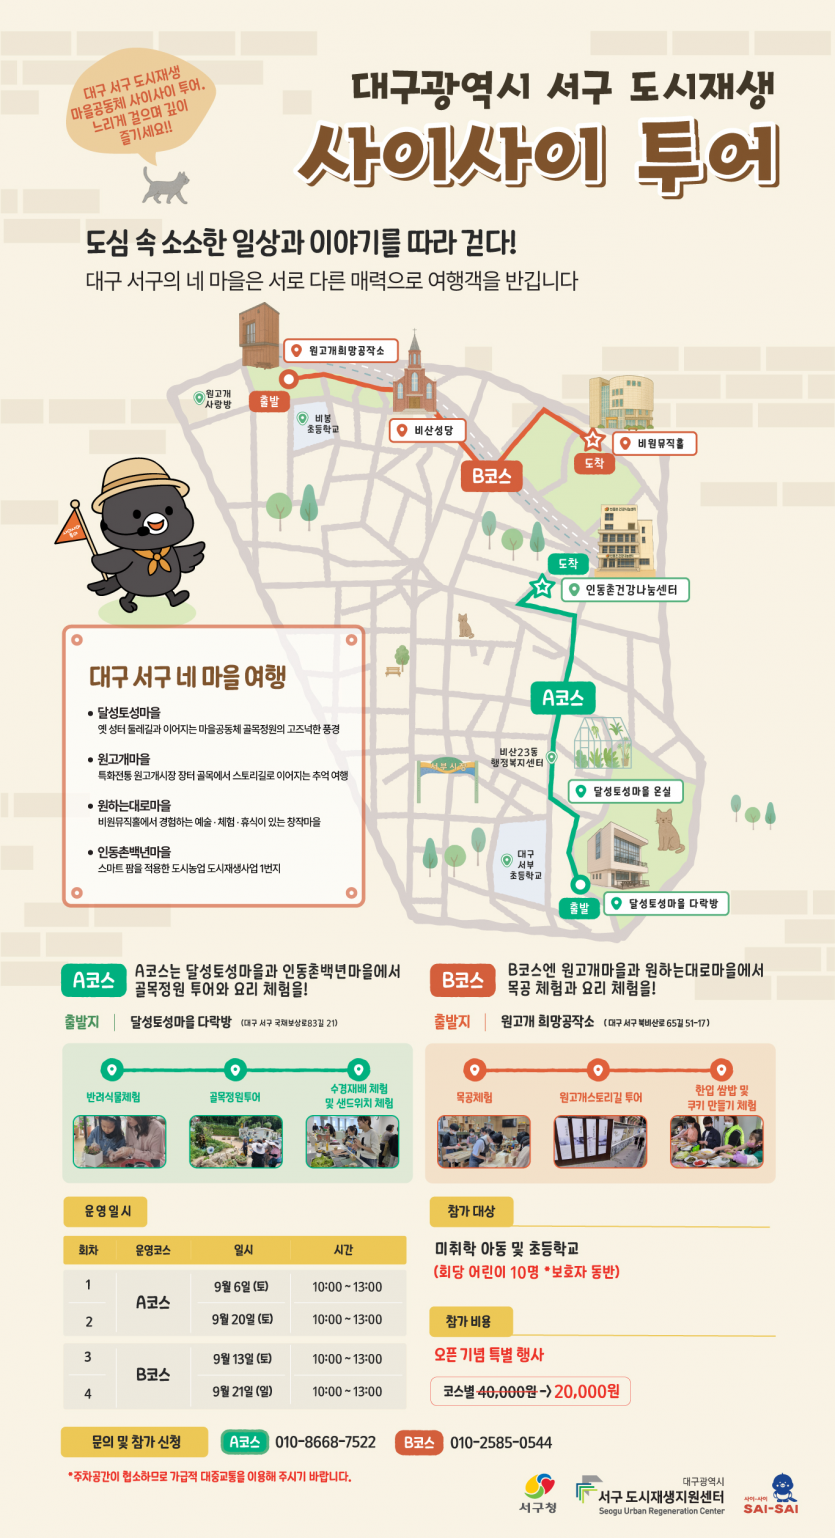 대구 서구 도시재생
마을공동체 사이사이 투어.
느리게 걸으며 깊이
즐기세요!!
대구광역시 서구 도시재생
사이사이 투어
도심 속 소소한 일상과 이야기를 따라 걷다!
대구 서구의 네 마을은 서로 다른 매력으로 여행객을 반깁니다
원고개희망공작소
원고개
사랑방
출발
비봉
초등학교
비산성당
비원뮤직홀
도착
B코스
도착
인동촌건강나눔센터
A코스
비산2·3동
행정복지센터
달성토성마을 온실
대구
서부
초등학교
출발
달성토성마을 다락방
대구 서구 네 마을 여행
• 달성토성마을
옛 성터 둘레길과 이어지는 마을공동체 골목정원의 고즈넉한 풍경
• 원고개마을
특화전통 원고개시장 장터 골목에서 스토리길로 이어지는 추억 여행
• 원하는대로마을
비원뮤직홀에서 경험하는 예술·체험·휴식이 있는 창작마을
• 인동촌백년마을
스마트 팜을 적용한 도시농업 도시재생사업 1번지
A코스
A코스는 달성토성마을과 인동촌백년마을에서
골목정원 투어와 요리 체험을!
출발지 | 달성토성마을 다락방 (대구 서구 국채보상로83길 21)
반려식물체험
골목정원투어
수경재배 체험
및 샌드위치 체험
B코스
B코스엔 원고개마을과 원하는대로마을에서
목공 체험과 요리 체험을!
출발지 | 원고개 희망공작소 (대구 서구 북비산로 65길 51-17)
목공체험
원고개스토리길 투어
한입 쌈밥 및
쿠키 만들기 체험
운영일시
회차 운영코스 일시 시간
1 A코스 9월 6일 (토) 10:00 ~ 13:00
2 9월 20일 (토) 10:00 ~ 13:00
3 B코스 9월 13일 (토) 10:00 ~ 13:00
4 9월 21일 (일) 10:00 ~ 13:00
참가 대상
미취학 아동 및 초등학교
(회당 어린이 10명 *보호자 동반)
참가 비용
오픈 기념 특별 행사
코스별 40,000원 -> 20,000원
문의 및 참가 신청 A코스 010-8668-7522 B코스 010-2585-0544
*주차공간이 협소하므로 가급적 대중교통을 이용해 주시기 바랍니다.
서구청
대구광역시
서구 도시재생지원센터
Seogu Urban Regeneration Center
사이-사이
SAI-SAI